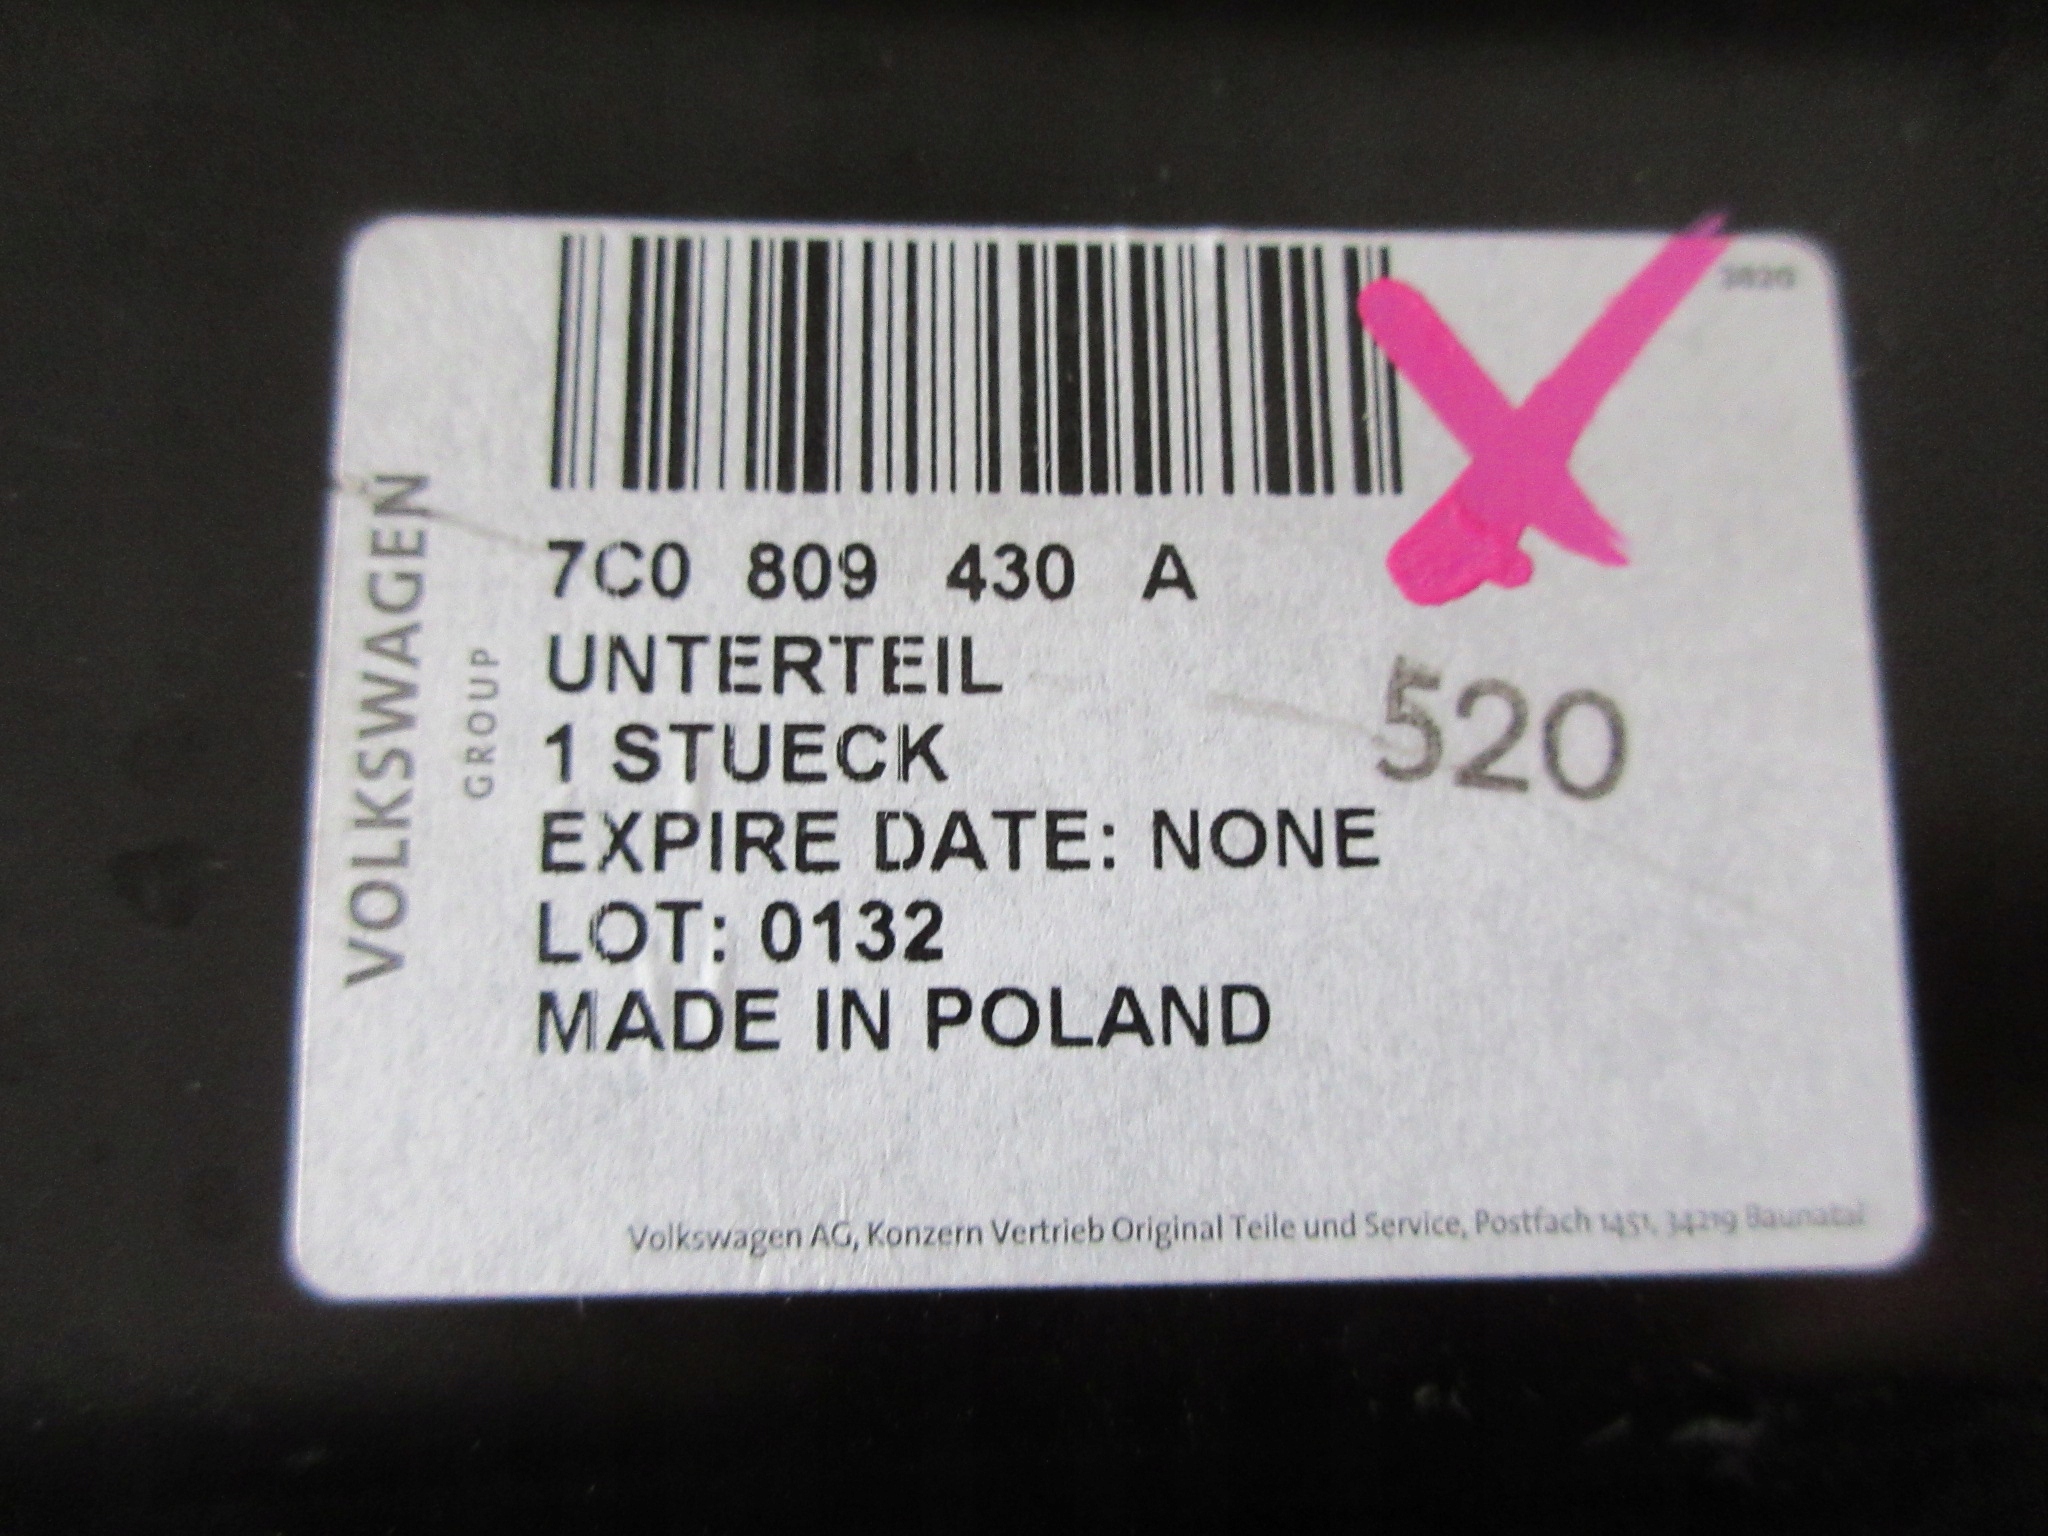 VOLKSWAGEN
GROUP
7C0 809 430 A
UNTERTEIL
1 STUECK
520
EXPIRE DATE: NONE
LOT: 0132
MADE IN POLAND
Volkswagen AG, Konzern Vertrieb Original Teile und Service, Postfach 1451, 34219 Baunatal